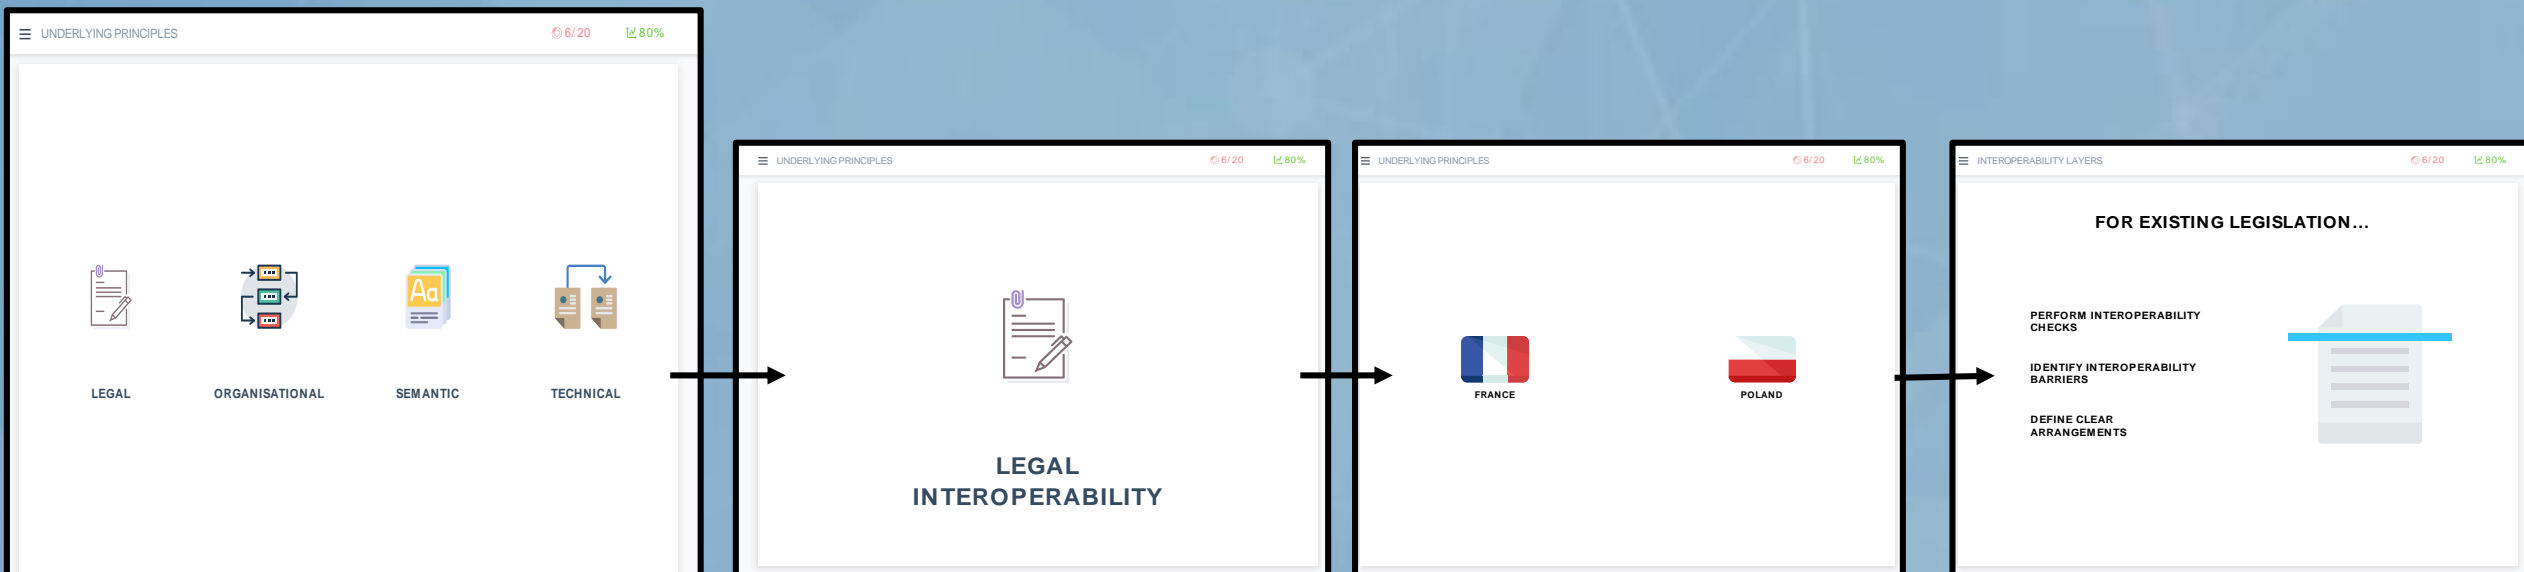 UNDERLYING PRINCIPLES
6/20
80%
LEGAL
ORGANISATIONAL
Aa
SEMANTIC
TECHNICAL
UNDERLYING PRINCIPLES
6/20
80%
LEGAL
INTEROPERABILITY
UNDERLYING PRINCIPLES
6/20
80%
FRANCE
POLAND
INTEROPERABILITY LAYERS
6/20
80%
FOR EXISTING LEGISLATION...
PERFORM INTEROPERABILITY
CHECKS
IDENTIFY INTEROPERABILITY
BARRIERS
DEFINE CLEAR
ARRANGEMENTS